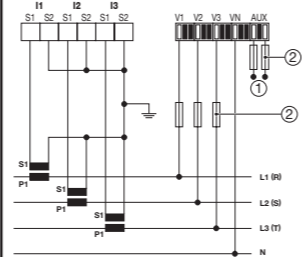 I1 I2 I3
S1 S2 S1 S2 S1 S2
V1 V2 V3 VN AUX
2
1
2
S1
P1
L1 (R)
S1
P1
L2 (S)
S1
P1
L3 (T)
N